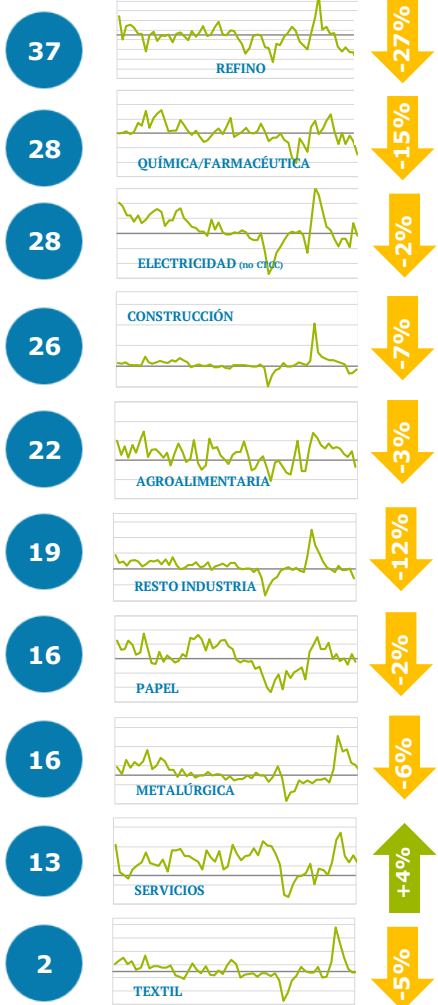 37
REFINO
-27%
28
QUÍMICA/FARMACÉUTICA
-15%
28
ELECTRICIDAD (no CTCC)
-2%
26
CONSTRUCCIÓN
-7%
22
AGROALIMENTARIA
-3%
19
RESTO INDUSTRIA
-12%
16
PAPEL
-2%
16
METALÚRGICA
-6%
13
SERVICIOS
+4%
2
TEXTIL
-5%